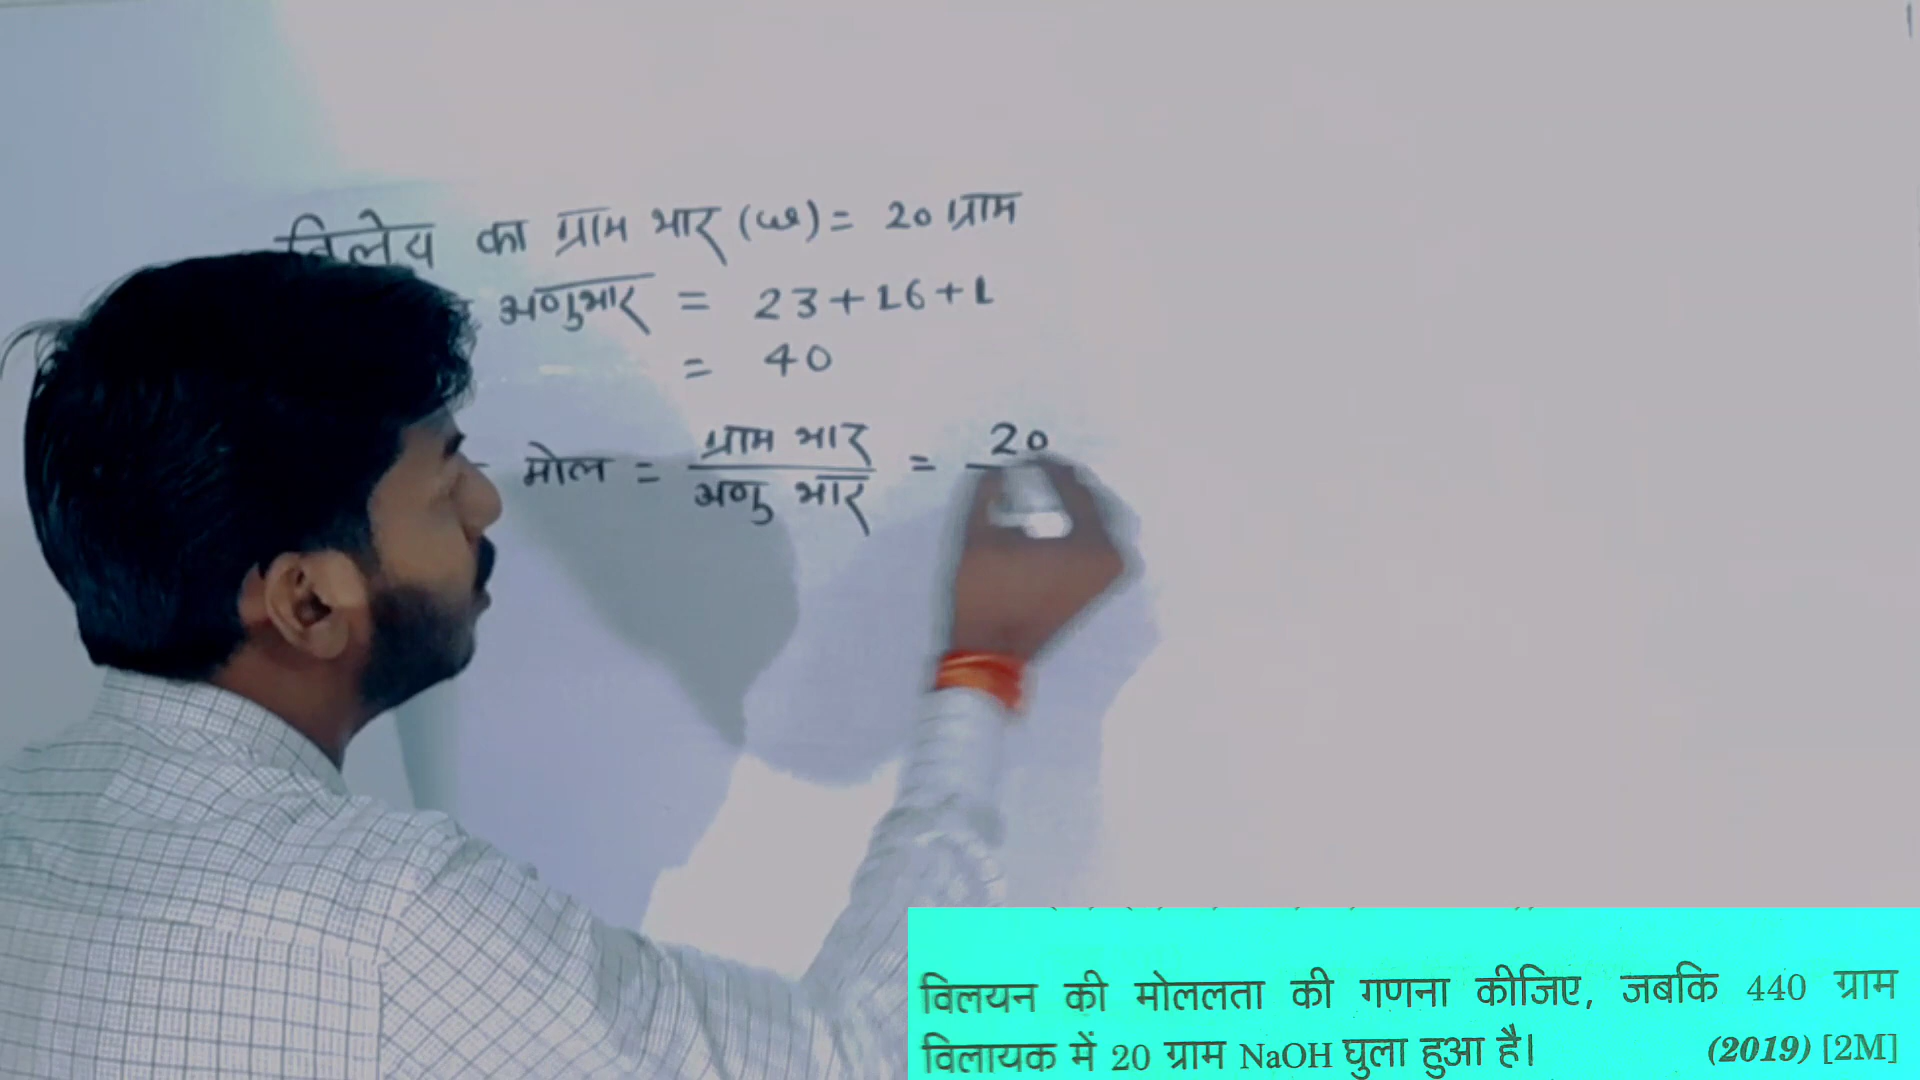 विलेय का ग्राम भार (w) = 20 ग्राम
अणुभार = 23+16+1
= 40
मोल = ग्राम भार / अणु भार = 20
विलयन की मोललता की गणना कीजिए, जबकि 440 ग्राम
विलायक में 20 ग्राम NaOH घुला हुआ है। (2019) [2M]